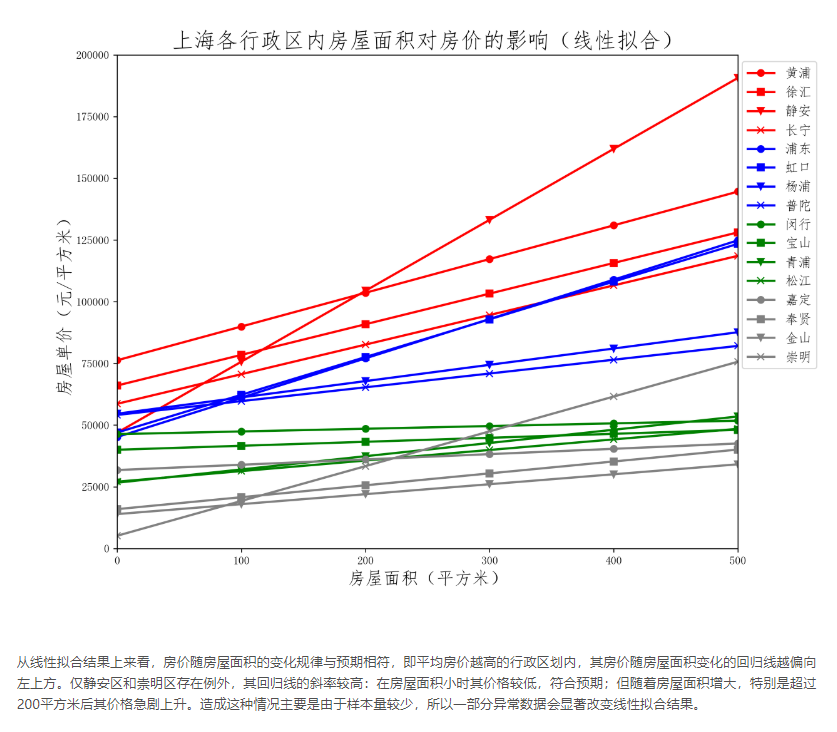 上海各行政区内房屋面积对房价的影响（线性拟合）
200000
175000
150000
125000
100000
75000
50000
25000
0
房屋单价（元/平方米）
0 100 200 300 400 500
房屋面积（平方米）
黄浦
徐汇
静安
长宁
浦东
虹口
杨浦
普陀
闵行
宝山
青浦
松江
嘉定
奉贤
金山
崇明
从线性拟合结果上来看，房价随房屋面积的变化规律与预期相符，即平均房价越高的行政区划内，其房价随房屋面积变化的回归线越偏向
左上方。仅静安区和崇明区存在例外，其回归线的斜率较高：在房屋面积小时其价格较低，符合预期；但随着房屋面积增大，特别是超过
200平方米后其价格急剧上升。造成这种情况主要是由于样本量较少，所以一部分异常数据会显著改变线性拟合结果。